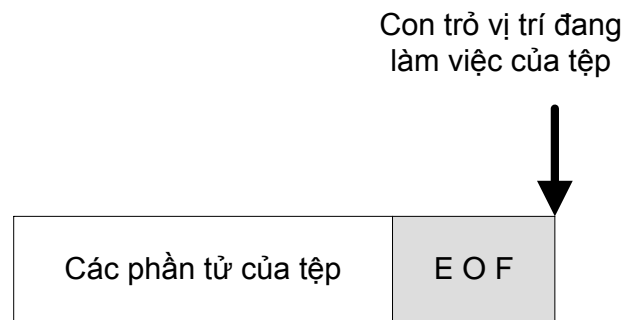 Con trỏ vị trí đang
làm việc của tệp
Các phần tử của tệp
E O F